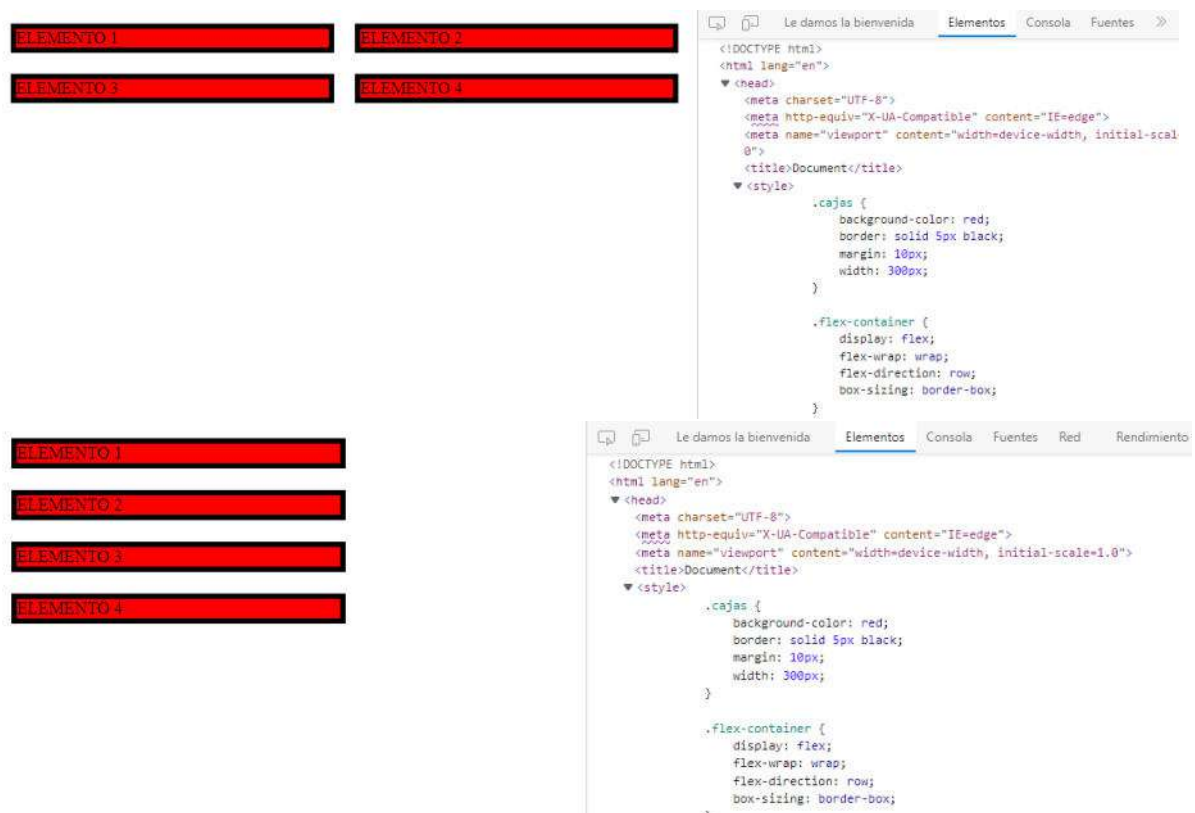 ELEMENTO 1 ELEMENTO 2
ELEMENTO 3 ELEMENTO 4
Le damos la bienvenida Elementos Consola Fuentes »
<!DOCTYPE html>
<html lang="en">
▼ <head>
<meta charset="UTF-8">
<meta http-equiv="X-UA-Compatible" content="IE=edge">
<meta name="viewport" content="width=device-width, initial-scal
0">
<title>Document</title>
▼ <style>
.cajas {
background-color: red;
border: solid 5px black;
margin: 10px;
width: 300px;
}
.flex-container {
display: flex;
flex-wrap: wrap;
flex-direction: row;
box-sizing: border-box;
}
ELEMENTO 1
ELEMENTO 2
ELEMENTO 3
ELEMENTO 4
Le damos la bienvenida Elementos Consola Fuentes Red Rendimiento
<!DOCTYPE html>
<html lang="en">
▼ <head>
<meta charset="UTF-8">
<meta http-equiv="X-UA-Compatible" content="IE=edge">
<meta name="viewport" content="width=device-width, initial-scale=1.0">
<title>Document</title>
▼ <style>
.cajas {
background-color: red;
border: solid 5px black;
margin: 10px;
width: 300px;
}
.flex-container {
display: flex;
flex-wrap: wrap;
flex-direction: row;
box-sizing: border-box;